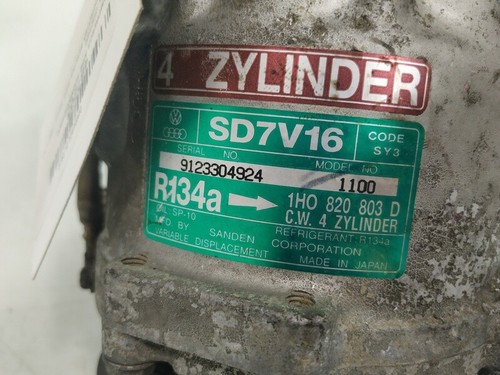 4 ZYLINDER
SD7V16
CODE
SY3
SERIAL NO.
MODEL NO
9123304924
1100
R134a
1HO 820 803 D
C.W. 4 ZYLINDER
SP-10
REFRIGERANT R134a
MFD BY SANDEN CORPORATION
VARIABLE DISPLACEMENT
MADE IN JAPAN